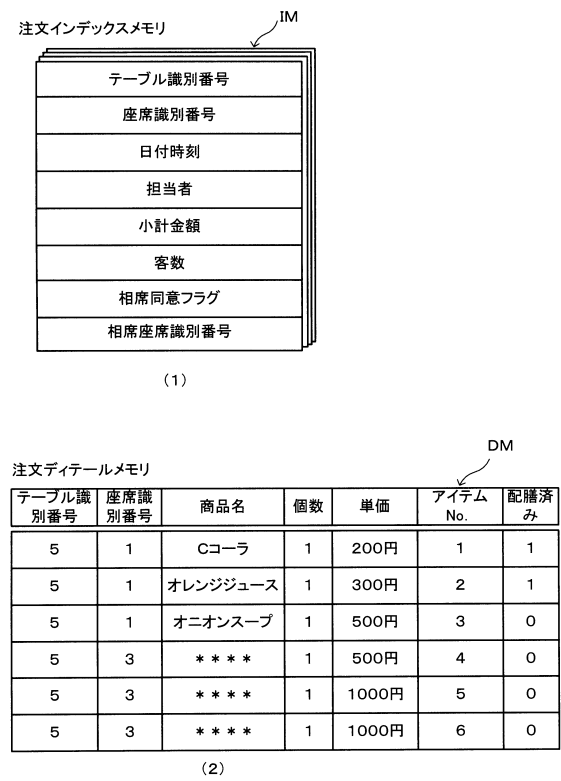 注文インデックスメモリ
IM
テーブル識別番号
座席識別番号
日付時刻
担当者
小計金額
客数
相席同意フラグ
相席座席識別番号
(1)
注文ディテールメモリ
DM
テーブル識別番号 座席識別番号 商品名 個数 単価 アイテムNo. 配膳済み
5 1 Cコーラ 1 200円 1 1
5 1 オレンジジュース 1 300円 2 1
5 1 オニオンスープ 1 500円 3 0
5 3 **** 1 500円 4 0
5 3 **** 1 1000円 5 0
5 3 **** 1 1000円 6 0
(2)